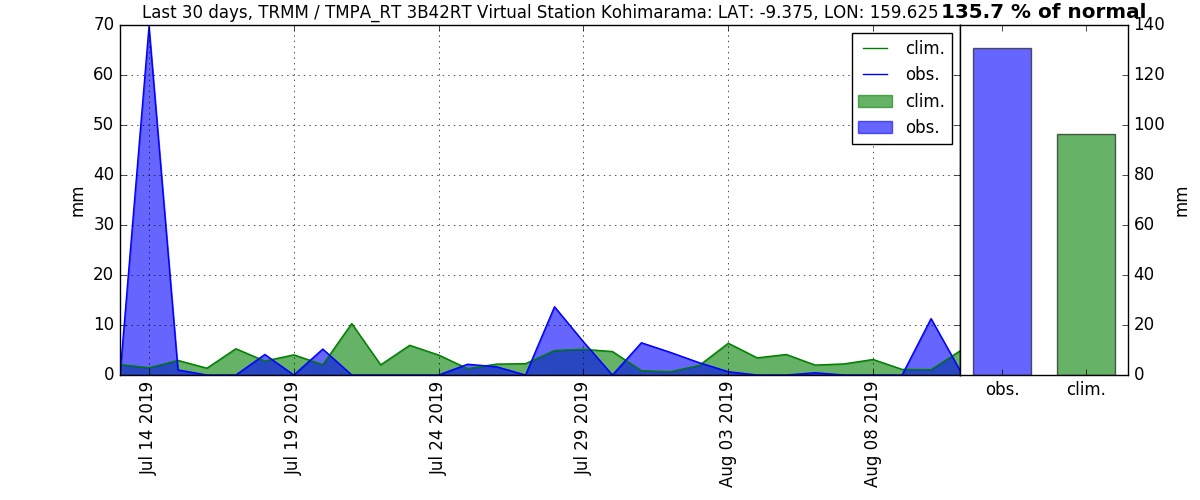 Last 30 days, TRMM / TMPA_RT 3B42RT Virtual Station Kohimarama: LAT: -9.375, LON: 159.625
135.7 % of normal
clim.
obs.
clim.
obs.
mm
70
60
50
40
30
20
10
0
Jul 14 2019
Jul 19 2019
Jul 24 2019
Jul 29 2019
Aug 03 2019
Aug 08 2019
140
120
100
80
60
40
20
0
mm
obs.
clim.